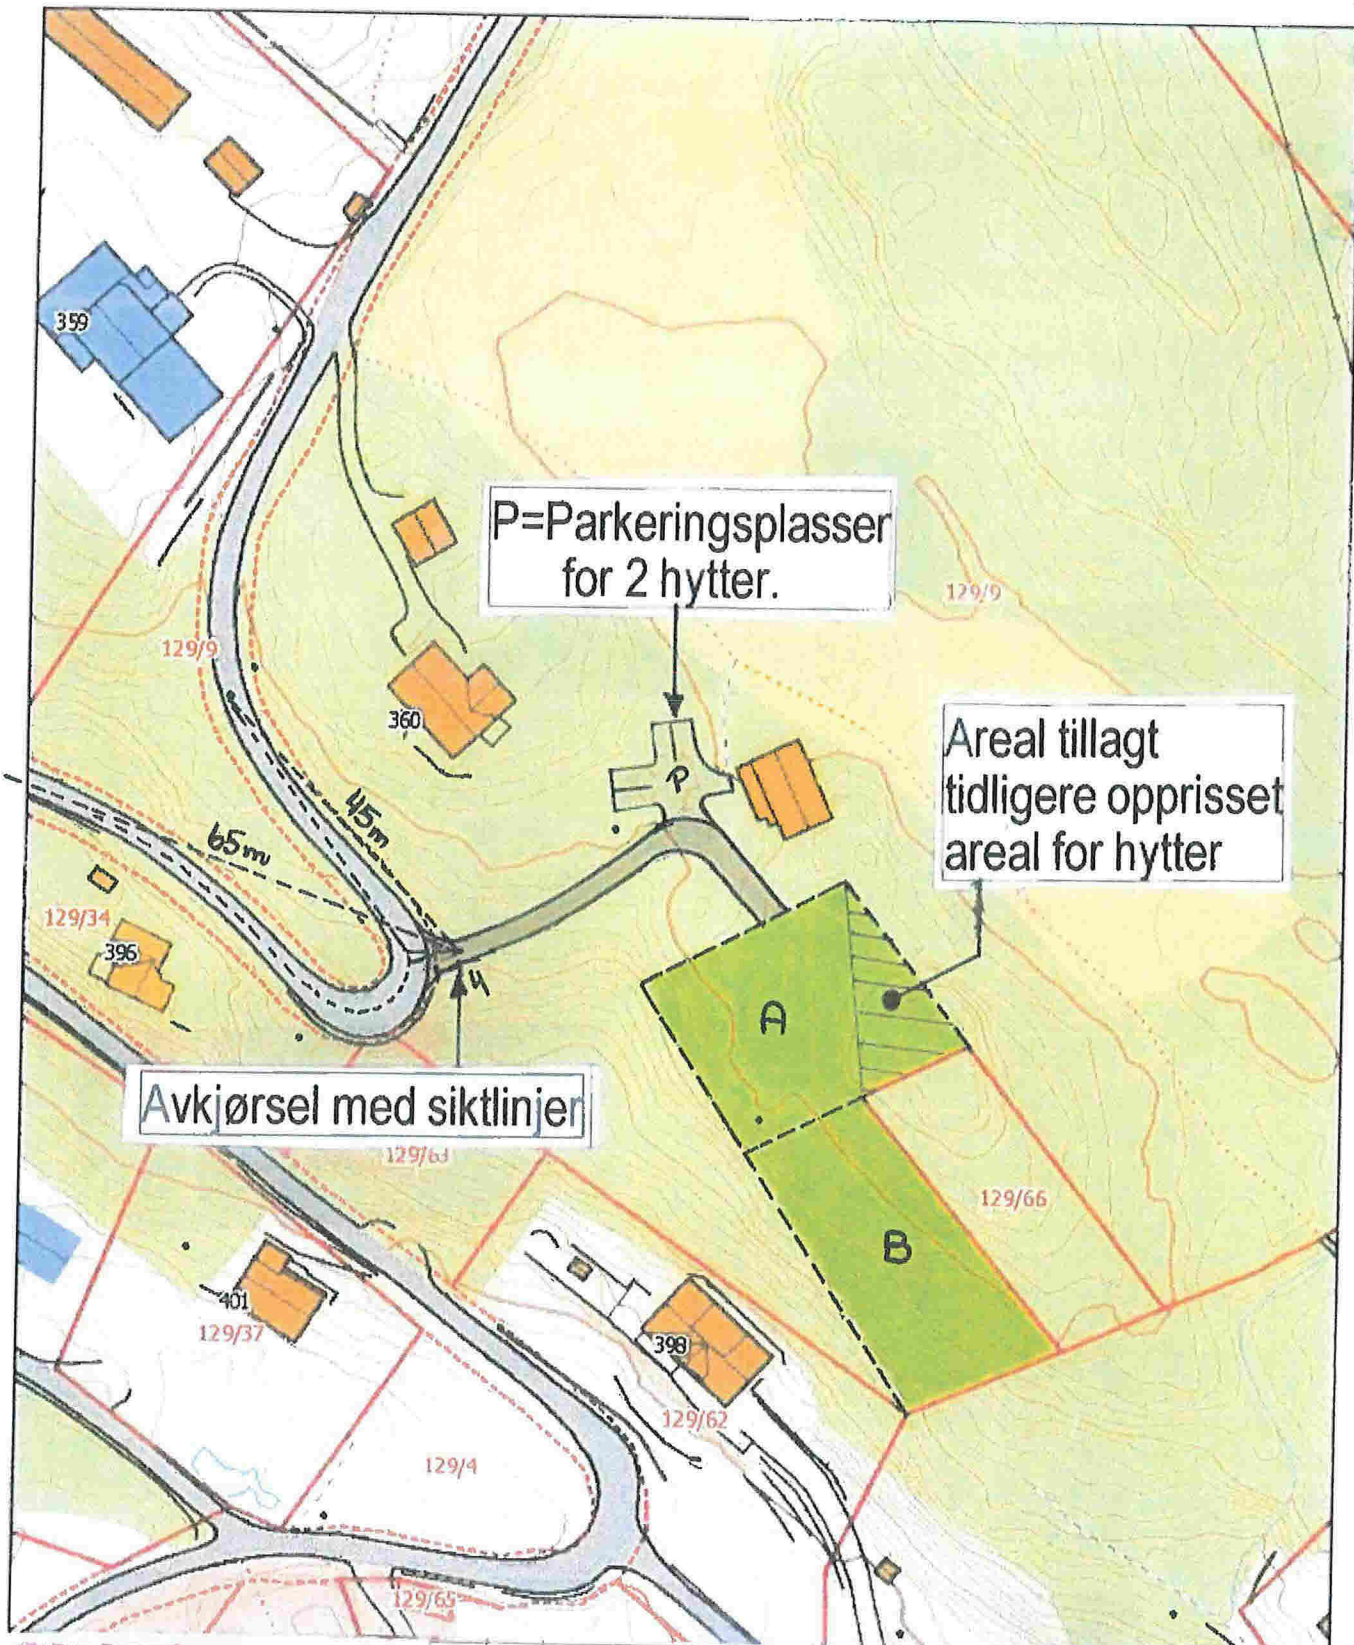 359
P=Parkeringsplasser
for 2 hytter.
129/9
129/9
360
P
Areal tillagt
tidligere opprisset
areal for hytter
45m
65m
129/34
396
4
A
Avkjørsel med siktlinjer
129/63
129/66
B
401
129/37
398
129/62
129/4
129/65